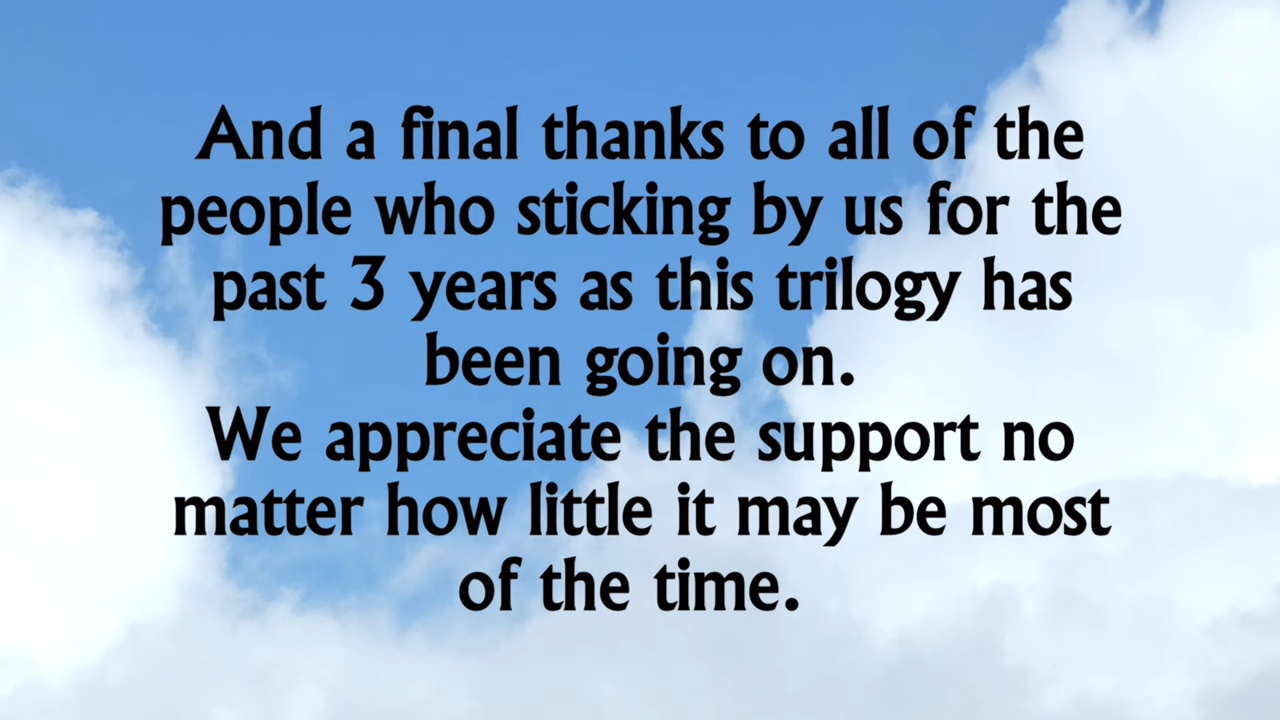 And a final thanks to all of the
people who sticking by us for the
past 3 years as this trilogy has
been going on.
We appreciate the support no
matter how little it may be most
of the time.